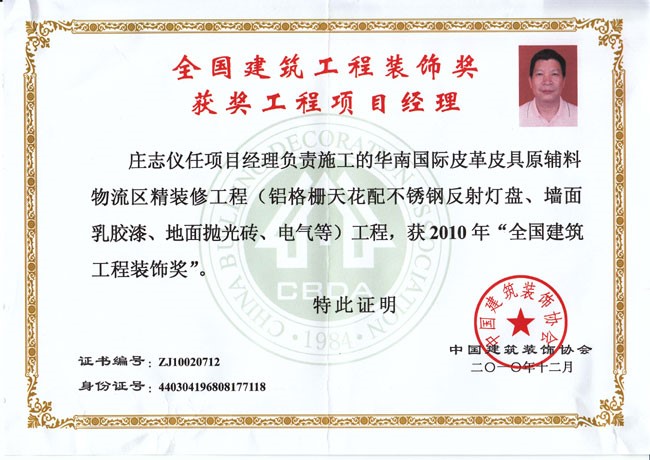 全国建筑工程装饰奖
获奖工程项目经理
庄志仪任项目经理负责施工的华南国际皮革皮具原辅料
物流区精装修工程（铝格栅天花配不锈钢反射灯盘、墙面
乳胶漆、地面抛光砖、电气等）工程，获 2010 年“全国建筑
工程装饰奖”。
特此证明
CHINA BUILDING DECORATION ASSOCIATION
CBDA
·1984·
中国建筑装饰协会
中国建筑装饰协会
二〇一〇年十二月
证书编号：ZJ10020712
身份证号：440304196808177118